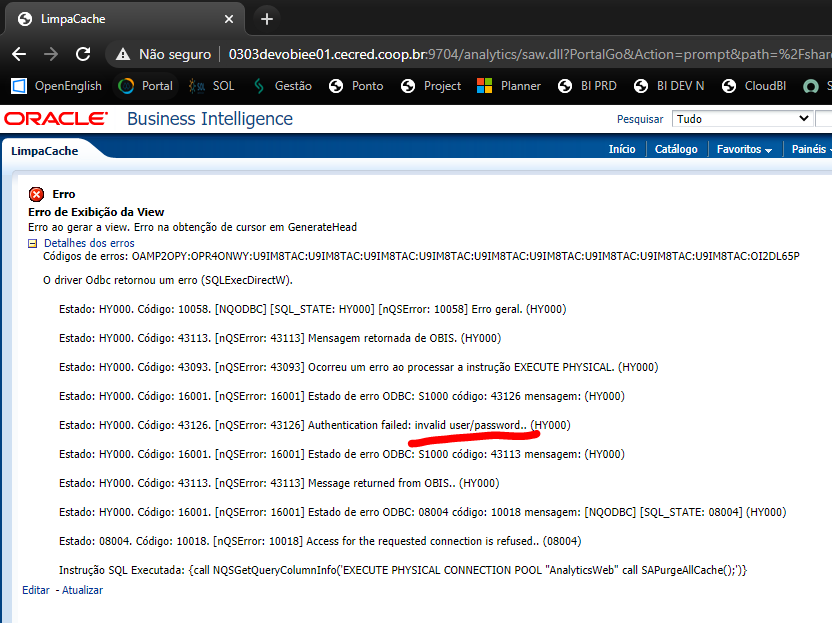 LimpaCache
Não seguro
0303devobiee01.cecred.coop.br:9704/analytics/saw.dll?PortalGo&Action=prompt&path=%2Fshare
OpenEnglish Portal SOL Gestão Ponto Project Planner BI PRD BI DEV N CloudBI S
ORACLE Business Intelligence
Pesquisar Tudo
LimpaCache
Início Catálogo Favoritos Painéis
Erro
Erro de Exibição da View
Erro ao gerar a view. Erro na obtenção de cursor em GenerateHead
Detalhes dos erros
Códigos de erros: OAMP2OPY:OPR4ONWY:U9IM8TAC:U9IM8TAC:U9IM8TAC:U9IM8TAC:U9IM8TAC:U9IM8TAC:U9IM8TAC:U9IM8TAC:U9IM8TAC:OI2DL65P
O driver Odbc retornou um erro (SQLExecDirectW).
Estado: HY000. Código: 10058. [NQODBC] [SQL_STATE: HY000] [nQSError: 10058] Erro geral. (HY000)
Estado: HY000. Código: 43113. [nQSError: 43113] Mensagem retornada de OBIS. (HY000)
Estado: HY000. Código: 43093. [nQSError: 43093] Ocorreu um erro ao processar a instrução EXECUTE PHYSICAL. (HY000)
Estado: HY000. Código: 16001. [nQSError: 16001] Estado de erro ODBC: S1000 código: 43126 mensagem: (HY000)
Estado: HY000. Código: 43126. [nQSError: 43126] Authentication failed: invalid user/password.. (HY000)
Estado: HY000. Código: 16001. [nQSError: 16001] Estado de erro ODBC: S1000 código: 43113 mensagem: (HY000)
Estado: HY000. Código: 43113. [nQSError: 43113] Message returned from OBIS.. (HY000)
Estado: HY000. Código: 16001. [nQSError: 16001] Estado de erro ODBC: 08004 código: 10018 mensagem: [NQODBC] [SQL_STATE: 08004] (HY000)
Estado: 08004. Código: 10018. [nQSError: 10018] Access for the requested connection is refused.. (08004)
Instrução SQL Executada: {call NQSGetQueryColumnInfo('EXECUTE PHYSICAL CONNECTION POOL "AnalyticsWeb" call SAPurgeAllCache();')}
Editar - Atualizar